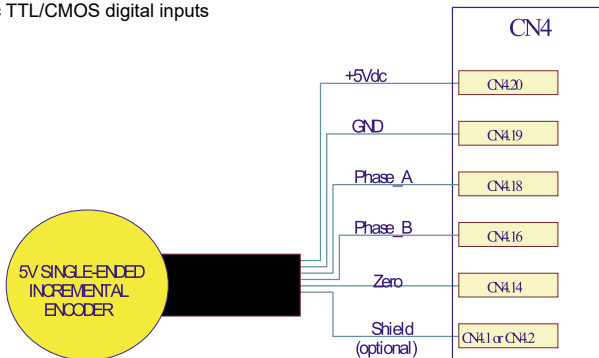 TTL/CMOS digital inputs
CN4
+5Vdc
CN4.20
GND
CN4.19
Phase_A
CN4.18
Phase_B
CN4.16
5V SINGLE-ENDED
INCREMENTAL
ENCODER
Zero
CN4.14
Shield
(optional)
CN4.1 or CN4.2